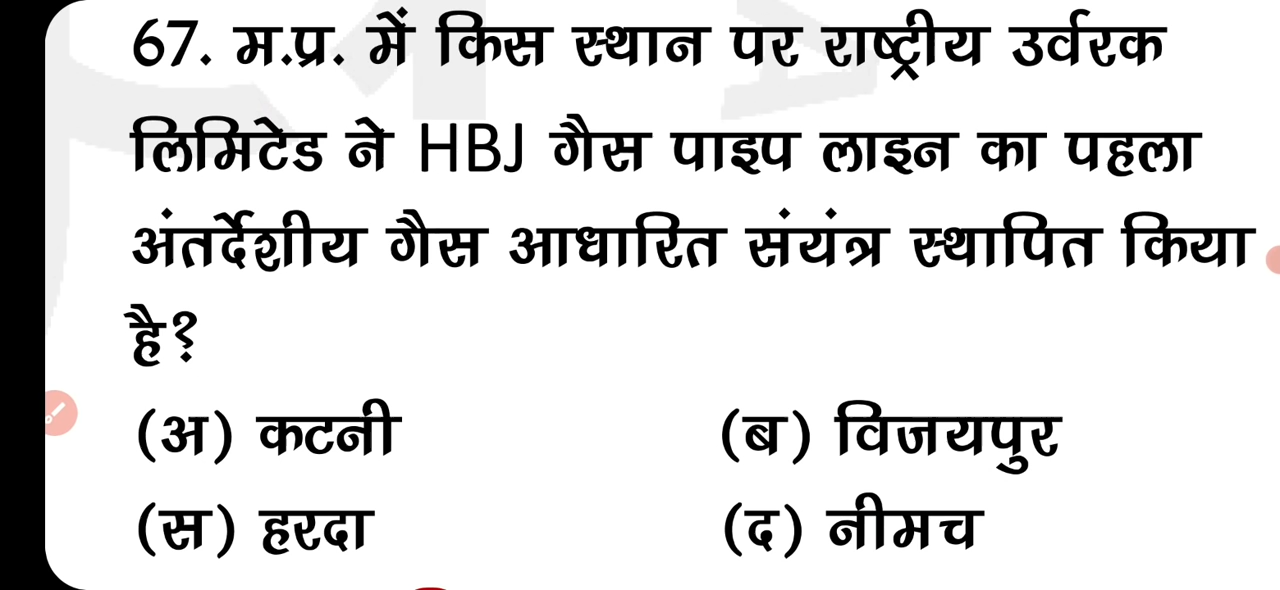 67. म.प्र. में किस स्थान पर राष्ट्रीय उर्वरक
लिमिटेड ने HBJ गैस पाइप लाइन का पहला
अंतर्देशीय गैस आधारित संयंत्र स्थापित किया
है?
(अ) कटनी (ब) विजयपुर
(स) हरदा (द) नीमच